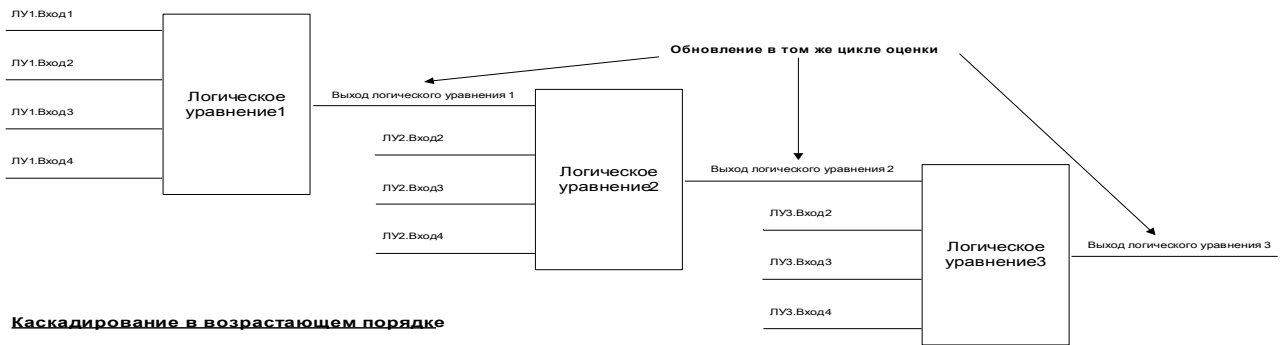 ЛУ1.Вход1
ЛУ1.Вход2
ЛУ1.Вход3
ЛУ1.Вход4
Логическое
уравнение1
Обновление в том же цикле оценки
Выход логического уравнения 1
ЛУ2.Вход2
ЛУ2.Вход3
ЛУ2.Вход4
Логическое
уравнение2
Выход логического уравнения 2
ЛУ3.Вход2
ЛУ3.Вход3
ЛУ3.Вход4
Логическое
уравнение3
Выход логического уравнения 3
Каскадирование в возрастающем порядке